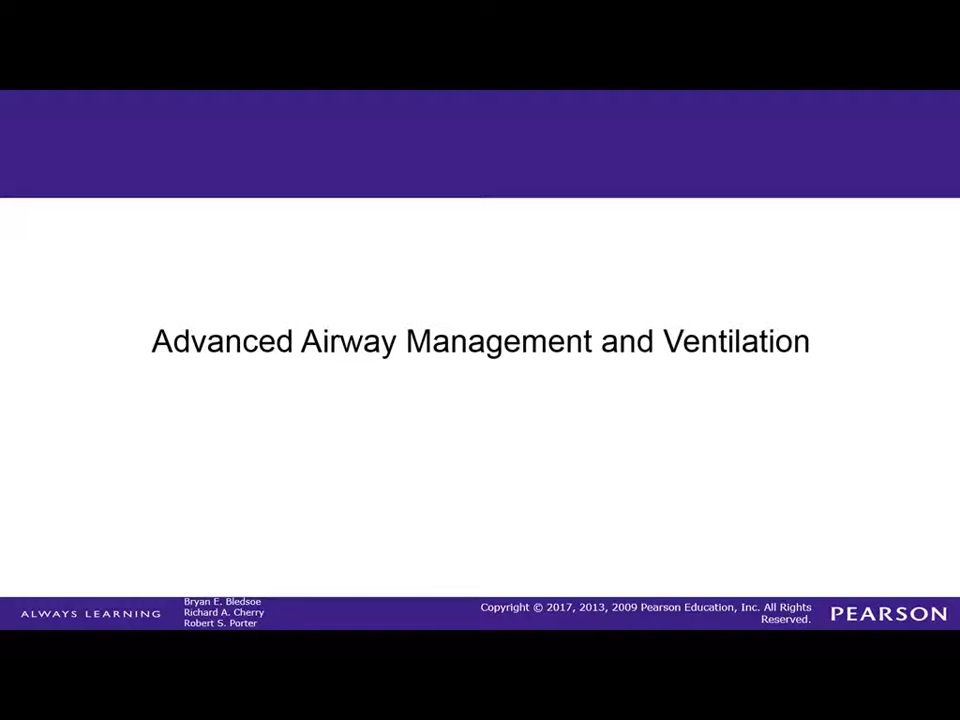 Advanced Airway Management and Ventilation
ALWAYS LEARNING
Bryan E. Bledsoe
Richard A. Cherry
Robert S. Porter
Copyright © 2017, 2013, 2009 Pearson Education, Inc. All Rights
Reserved.
PEARSON